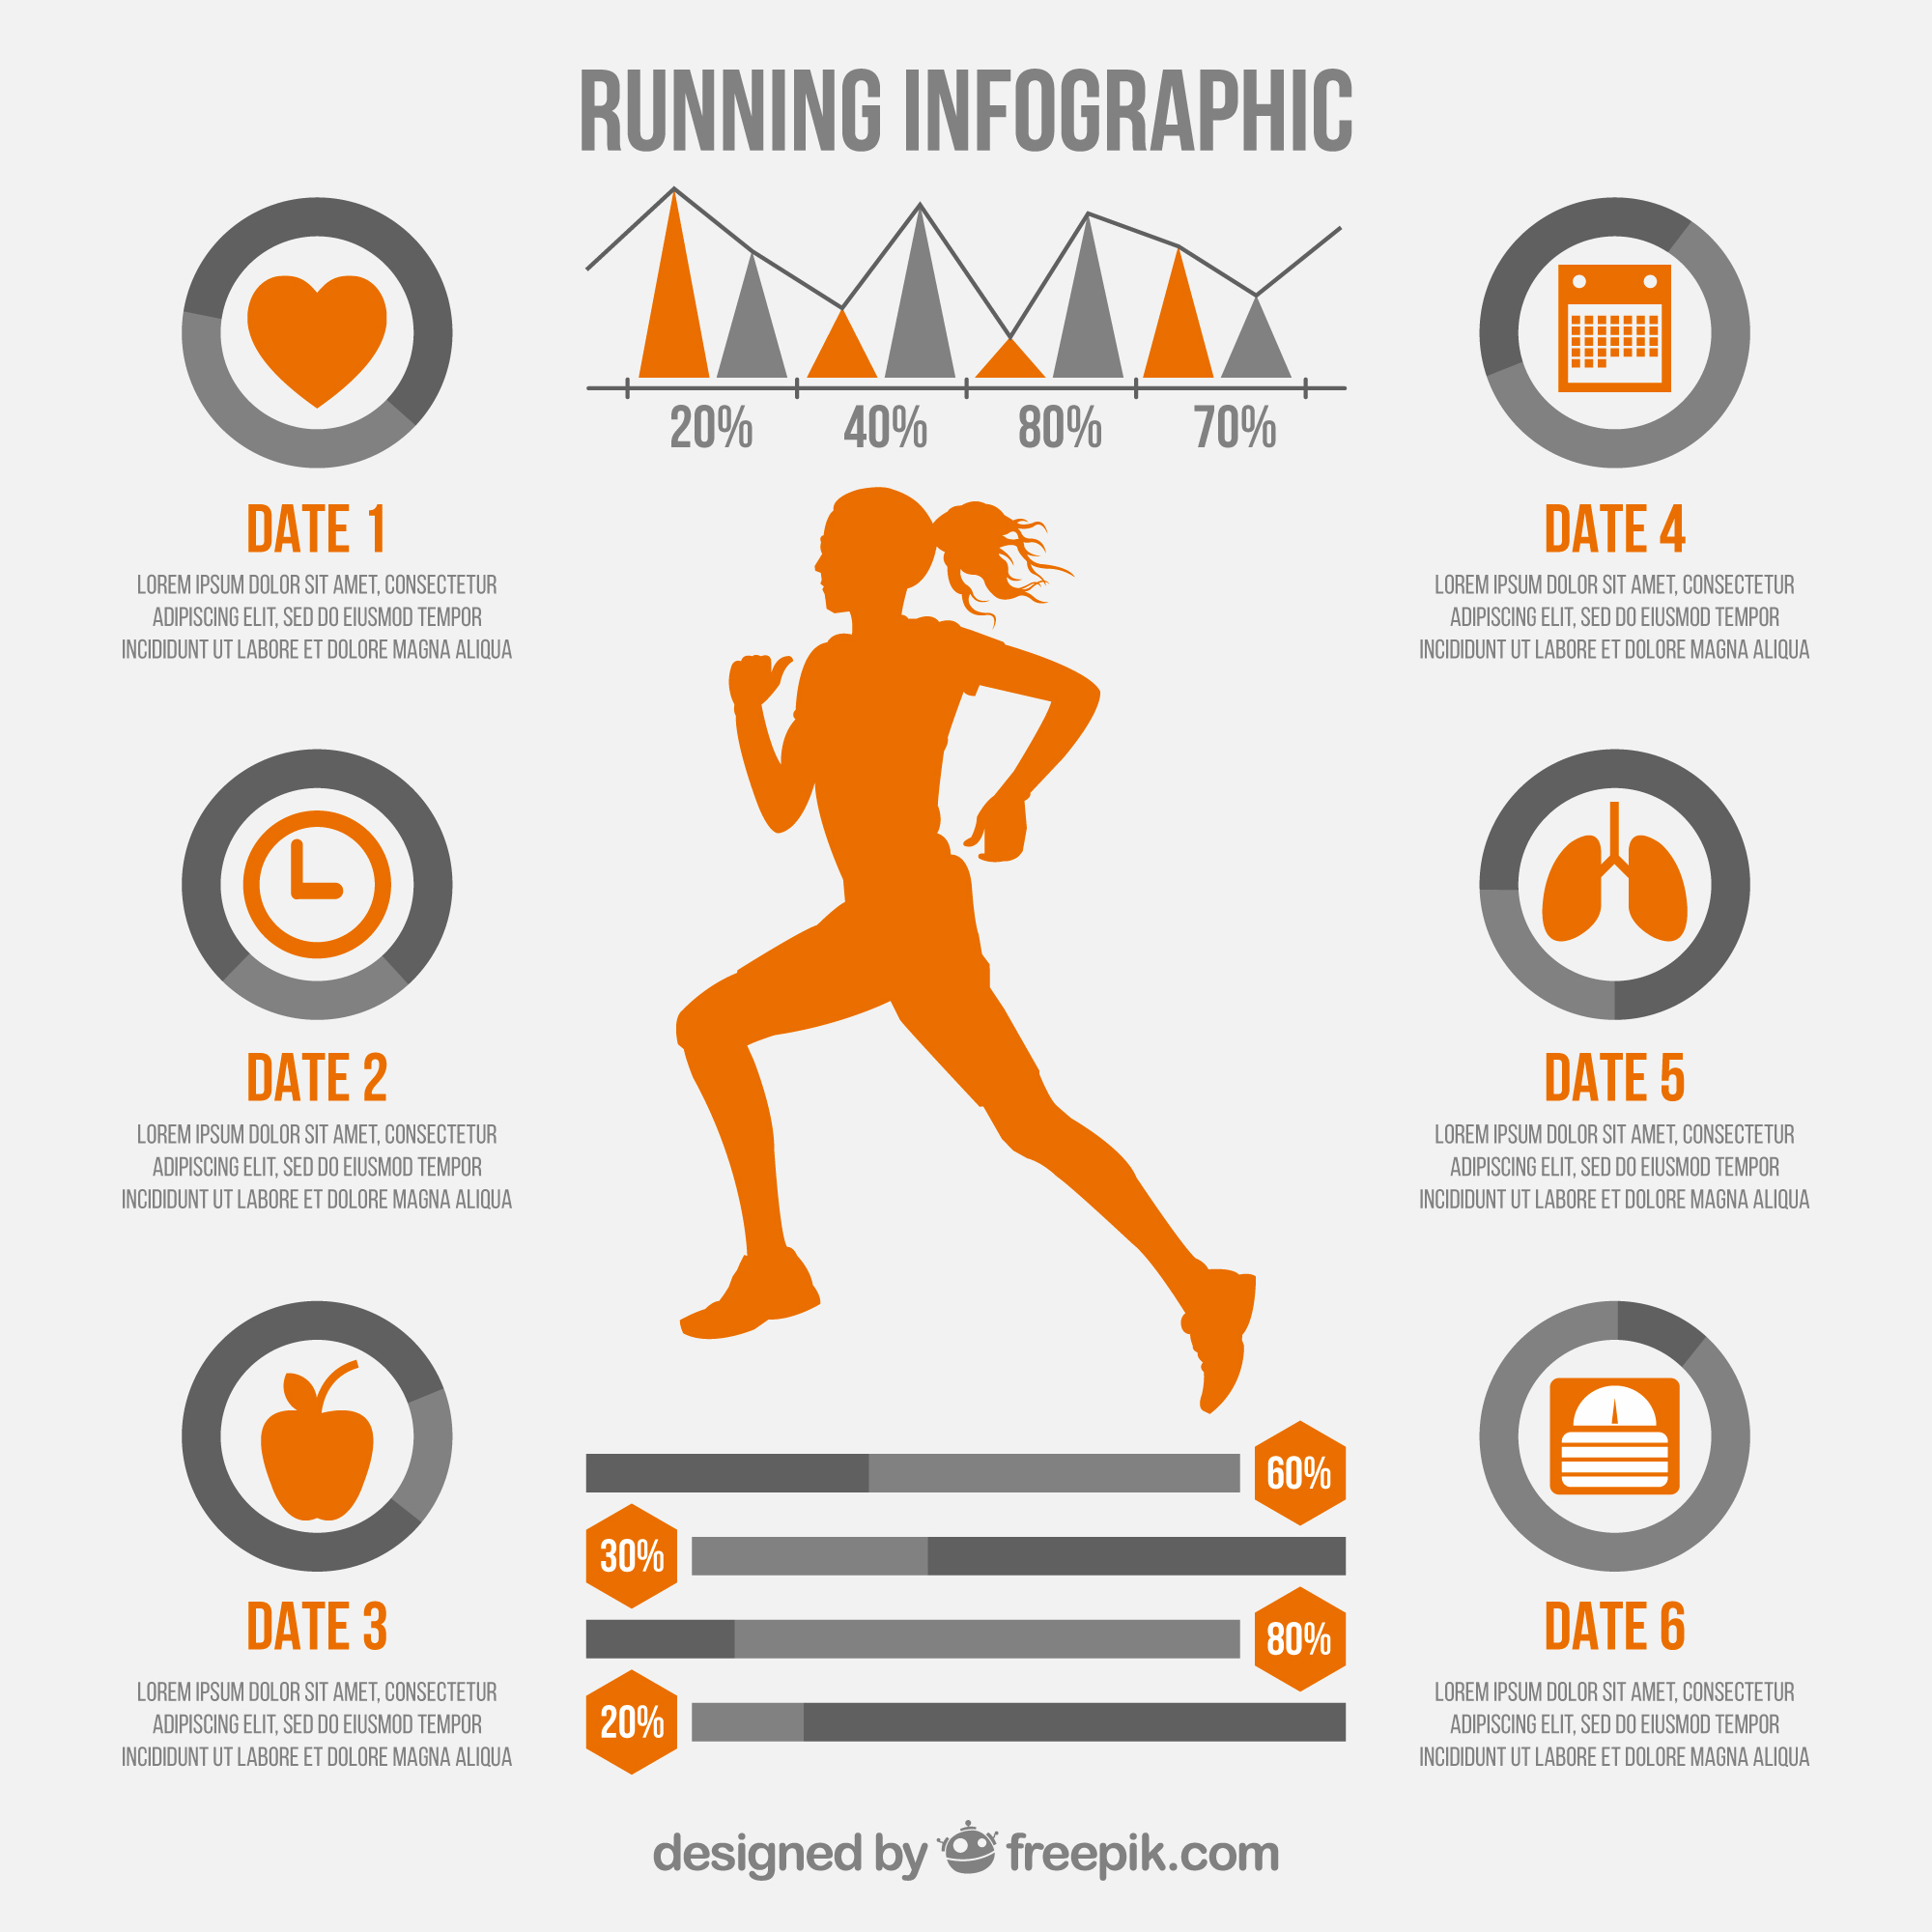 RUNNING INFOGRAPHIC
20% 40% 80% 70%
DATE 1
LOREM IPSUM DOLOR SIT AMET, CONSECTETUR
ADIPISCING ELIT, SED DO EIUSMOD TEMPOR
INCIDIDUNT UT LABORE ET DOLORE MAGNA ALIQUA
DATE 2
LOREM IPSUM DOLOR SIT AMET, CONSECTETUR
ADIPISCING ELIT, SED DO EIUSMOD TEMPOR
INCIDIDUNT UT LABORE ET DOLORE MAGNA ALIQUA
DATE 3
LOREM IPSUM DOLOR SIT AMET, CONSECTETUR
ADIPISCING ELIT, SED DO EIUSMOD TEMPOR
INCIDIDUNT UT LABORE ET DOLORE MAGNA ALIQUA
DATE 4
LOREM IPSUM DOLOR SIT AMET, CONSECTETUR
ADIPISCING ELIT, SED DO EIUSMOD TEMPOR
INCIDIDUNT UT LABORE ET DOLORE MAGNA ALIQUA
DATE 5
LOREM IPSUM DOLOR SIT AMET, CONSECTETUR
ADIPISCING ELIT, SED DO EIUSMOD TEMPOR
INCIDIDUNT UT LABORE ET DOLORE MAGNA ALIQUA
DATE 6
LOREM IPSUM DOLOR SIT AMET, CONSECTETUR
ADIPISCING ELIT, SED DO EIUSMOD TEMPOR
INCIDIDUNT UT LABORE ET DOLORE MAGNA ALIQUA
60%
30%
80%
20%
designed by freepik.com